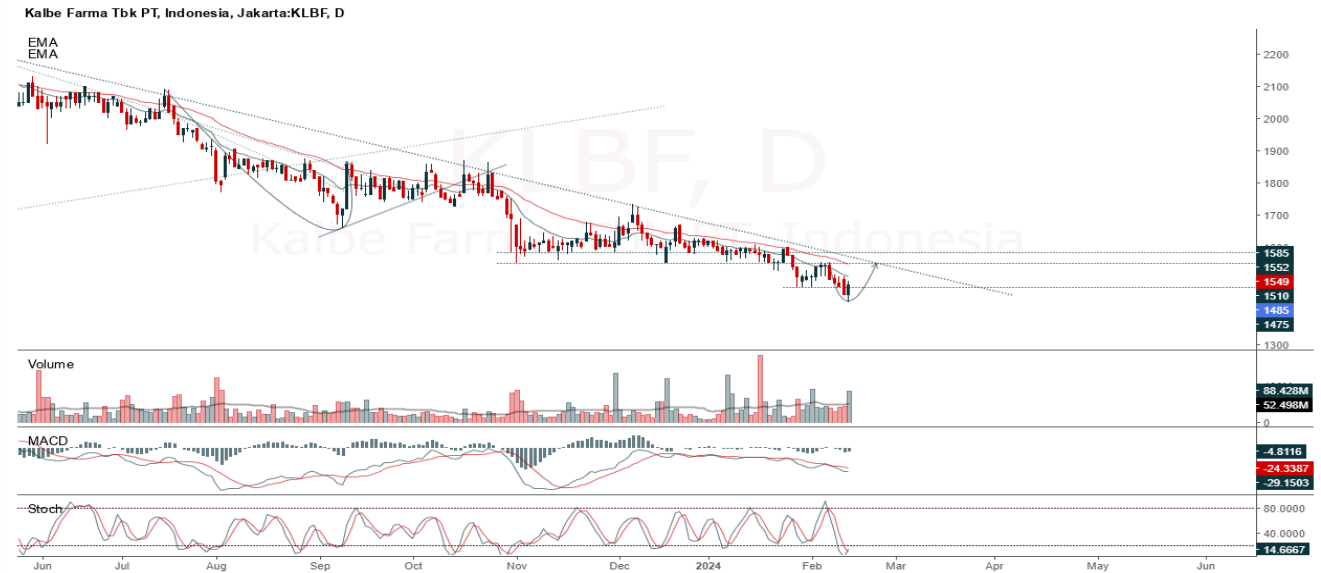 Kalbe Farma Tbk PT, Indonesia, Jakarta:KLBF, D
EMA
EMA
KLBF, D
Kalbe Farma Tbk PT, Indonesia
2200
2100
2000
1900
1800
1700
1585
1552
1549
1510
1485
1475
1300
Volume
88.428M
52.498M
0
MACD
-4.8116
-24.3387
-29.1503
Stoch
80.0000
40.0000
14.6667
Jun Jul Aug Sep Oct Nov Dec 2024 Feb Mar Apr May Jun